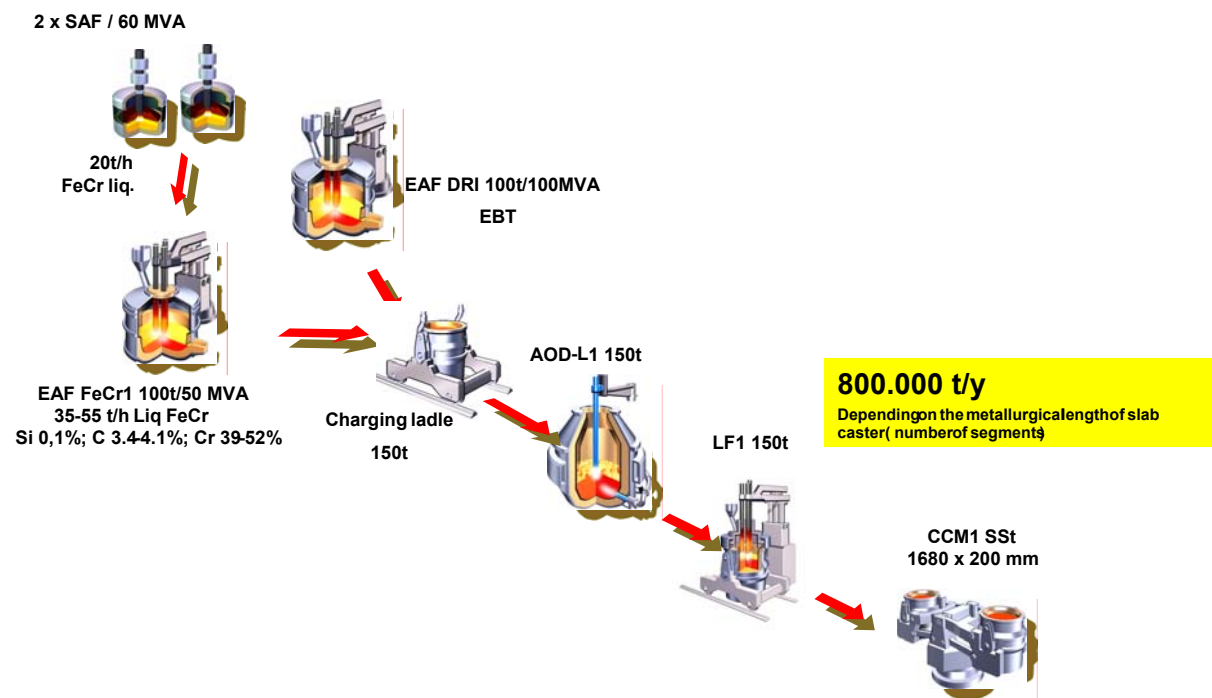 2 x SAF / 60 MVA
20t/h
FeCr liq.
EAF DRI 100t/100MVA
EBT
EAF FeCr1 100t/50 MVA
35-55 t/h Liq FeCr
Si 0,1%; C 3.4-4.1%; Cr 39-52%
Charging ladle
150t
AOD-L1 150t
LF1 150t
800.000 t/y
Dependingon the metallurgicallengthof slab
caster( numberof segments)
CCM1 SSt
1680 x 200 mm